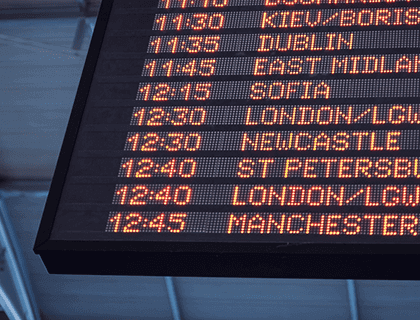 11:30 KIEV/BORIS
11:35 DUBLIN
11:45 EAST MIDLAN
12:15 SOFIA
12:30 LONDON/LGW
12:30 NEWCASTLE
12:40 ST PETERSB
12:40 LONDON/LGW
12:45 MANCHESTER